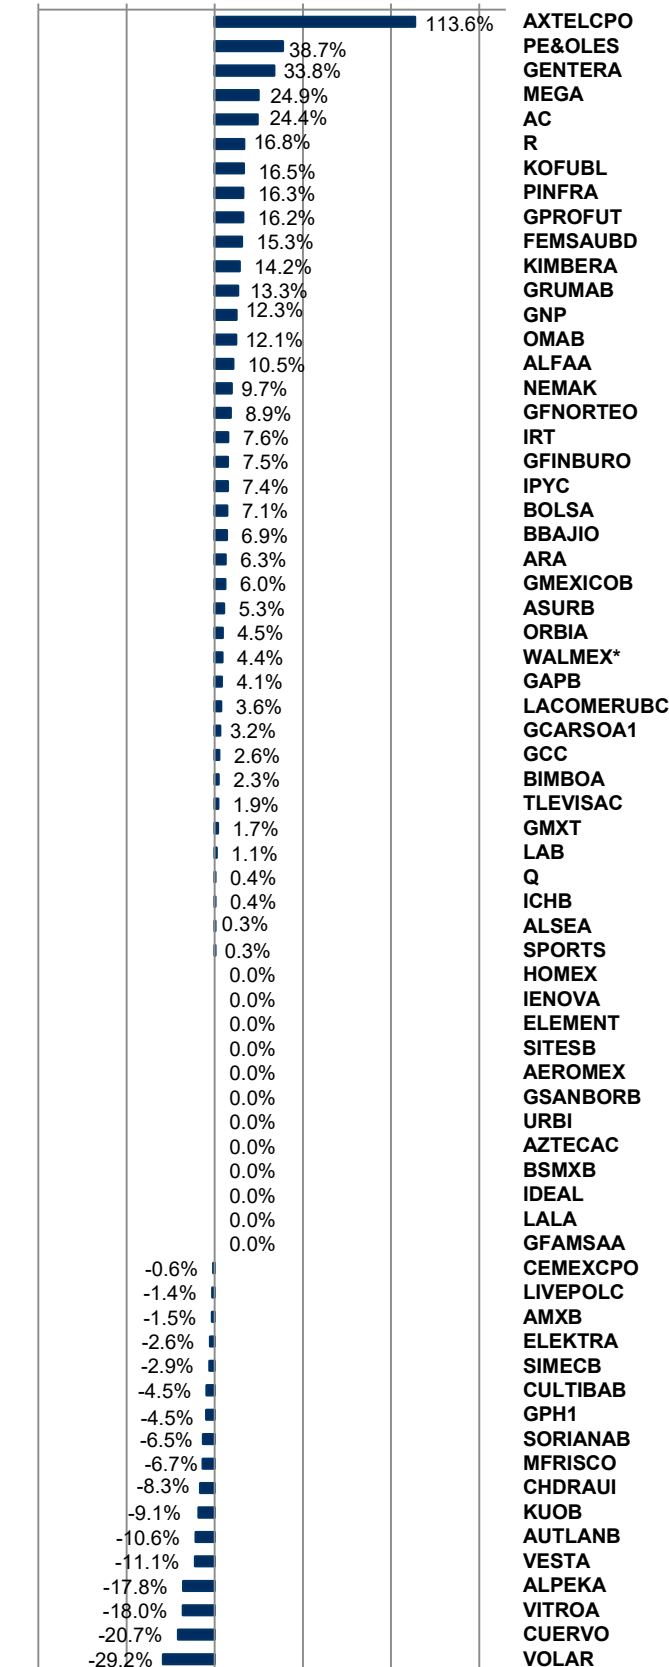 113.6% AXTELCPO
38.7% PE&OLES
33.8% GENTERA
24.9% MEGA
24.4% AC
16.8% R
16.5% KOFUBL
16.3% PINFRA
16.2% GPROFUT
15.3% FEMSAUBD
14.2% KIMBERA
13.3% GRUMAB
12.3% GNP
12.1% OMAB
10.5% ALFAA
9.7% NEMAK
8.9% GFNORTEO
7.6% IRT
7.5% GFINBURO
7.4% IPYC
7.1% BOLSA
6.9% BBAJIO
6.3% ARA
6.0% GMEXICOB
5.3% ASURB
4.5% ORBIA
4.4% WALMEX*
4.1% GAPB
3.6% LACOMERUBC
3.2% GCARSOA1
2.6% GCC
2.3% BIMBOA
1.9% TLEVISAC
1.7% GMXT
1.1% LAB
0.4% Q
0.4% ICHB
0.3% ALSEA
0.3% SPORTS
0.0% HOMEX
0.0% IENOVA
0.0% ELEMENT
0.0% SITESB
0.0% AEROMEX
0.0% GSANBORB
0.0% URBI
0.0% AZTECAC
0.0% BSMXB
0.0% IDEAL
0.0% LALA
0.0% GFAMSAA
-0.6% CEMEXCPO
-1.4% LIVEPOLC
-1.5% AMXB
-2.6% ELEKTRA
-2.9% SIMECB
-4.5% CULTIBAB
-4.5% GPH1
-6.5% SORIANAB
-6.7% MFRISCO
-8.3% CHDRAUI
-9.1% KUOB
-10.6% AUTLANB
-11.1% VESTA
-17.8% ALPEKA
-18.0% VITROA
-20.7% CUERVO
-29.2% VOLAR